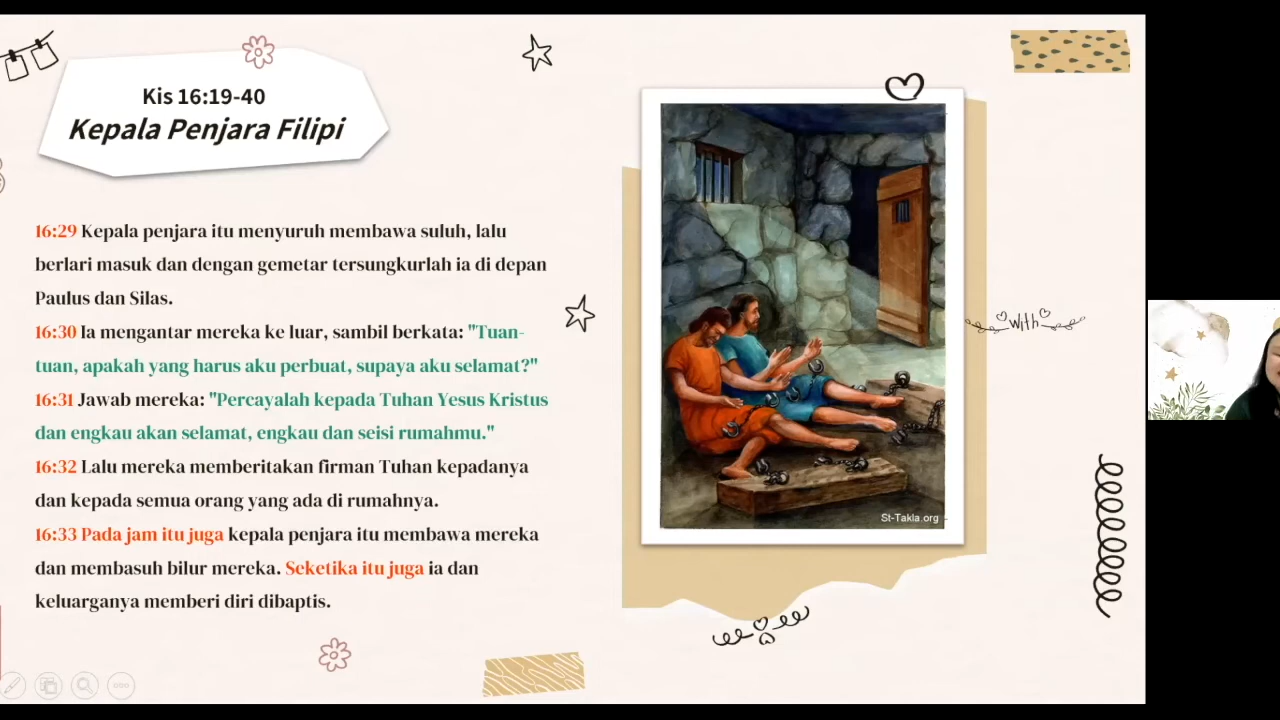 Kis 16:19-40
Kepala Penjara Filipi
16:29 Kepala penjara itu menyuruh membawa suluh, lalu
berlari masuk dan dengan gemetar tersungkurlah ia di depan
Paulus dan Silas.
16:30 Ia mengantar mereka ke luar, sambil berkata: "Tuan-
tuan, apakah yang harus aku perbuat, supaya aku selamat?"
16:31 Jawab mereka: "Percayalah kepada Tuhan Yesus Kristus
dan engkau akan selamat, engkau dan seisi rumahmu."
16:32 Lalu mereka memberitakan firman Tuhan kepadanya
dan kepada semua orang yang ada di rumahnya.
16:33 Pada jam itu juga kepala penjara itu membawa mereka
dan membasuh bilur mereka. Seketika itu juga ia dan
keluarganya memberi diri dibaptis.
St-Takla.org
with